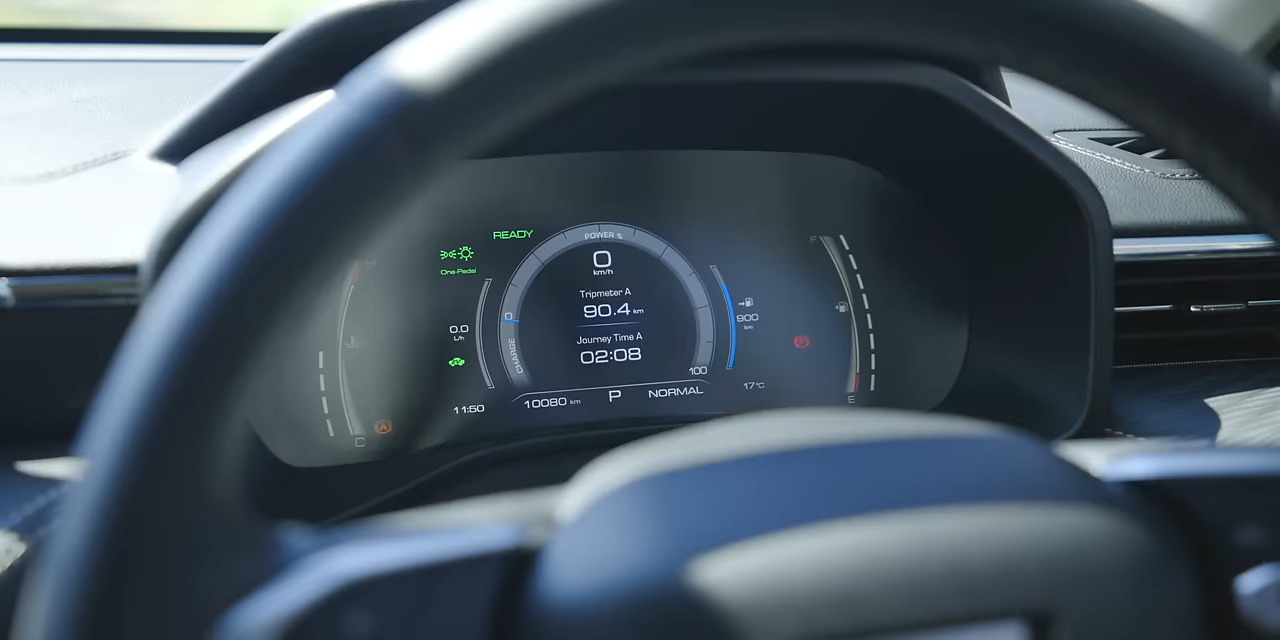 READY
One-Pedal
H
C
0.0
L/h
11:50
POWER %
0
km/h
Tripmeter A
90.4 km
Journey Time A
02:08
0
CHARGE
100
10080 km
P
NORMAL
900
km
17°C
F
E
A